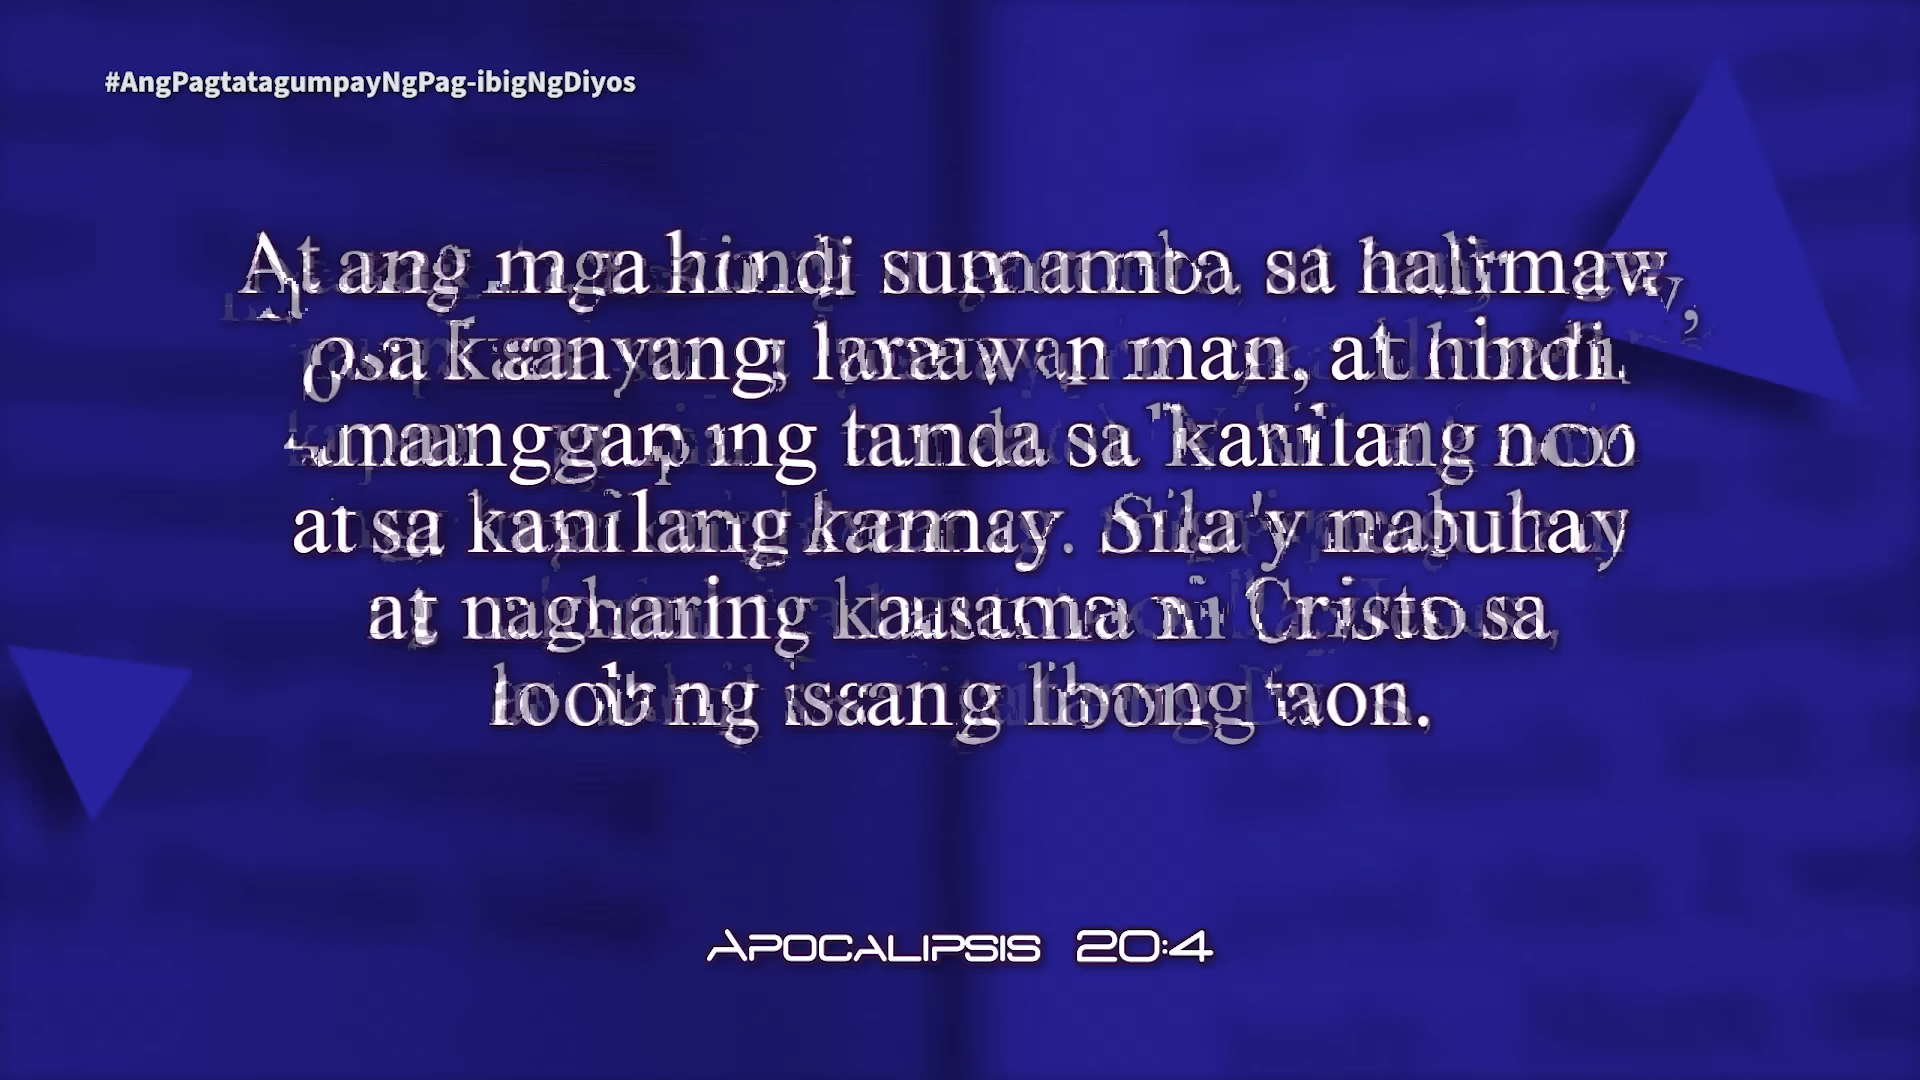 #AngPagtatagumpayNgPag-ibigNgDiyos
At ang mga hindi sumamba sa halimaw,
o sa kaanyang larawan man, at hindi
tumanggap ng tanda sa kanilang noo
at sa kanilang kamay. Sila'y nabuhay
at nagharing kasama ni Cristo sa
loob ng isang libong taon.
APOCALIPSIS 20:4